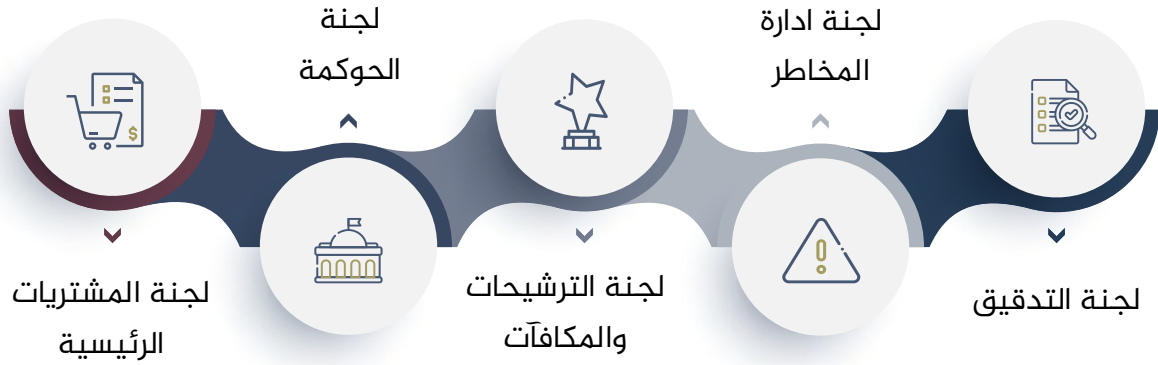 لجنة التدقيق
لجنة ادارة
المخاطر
لجنة الترشيحات
والمكافآت
لجنة
الحوكمة
لجنة المشتريات
الرئيسية
$